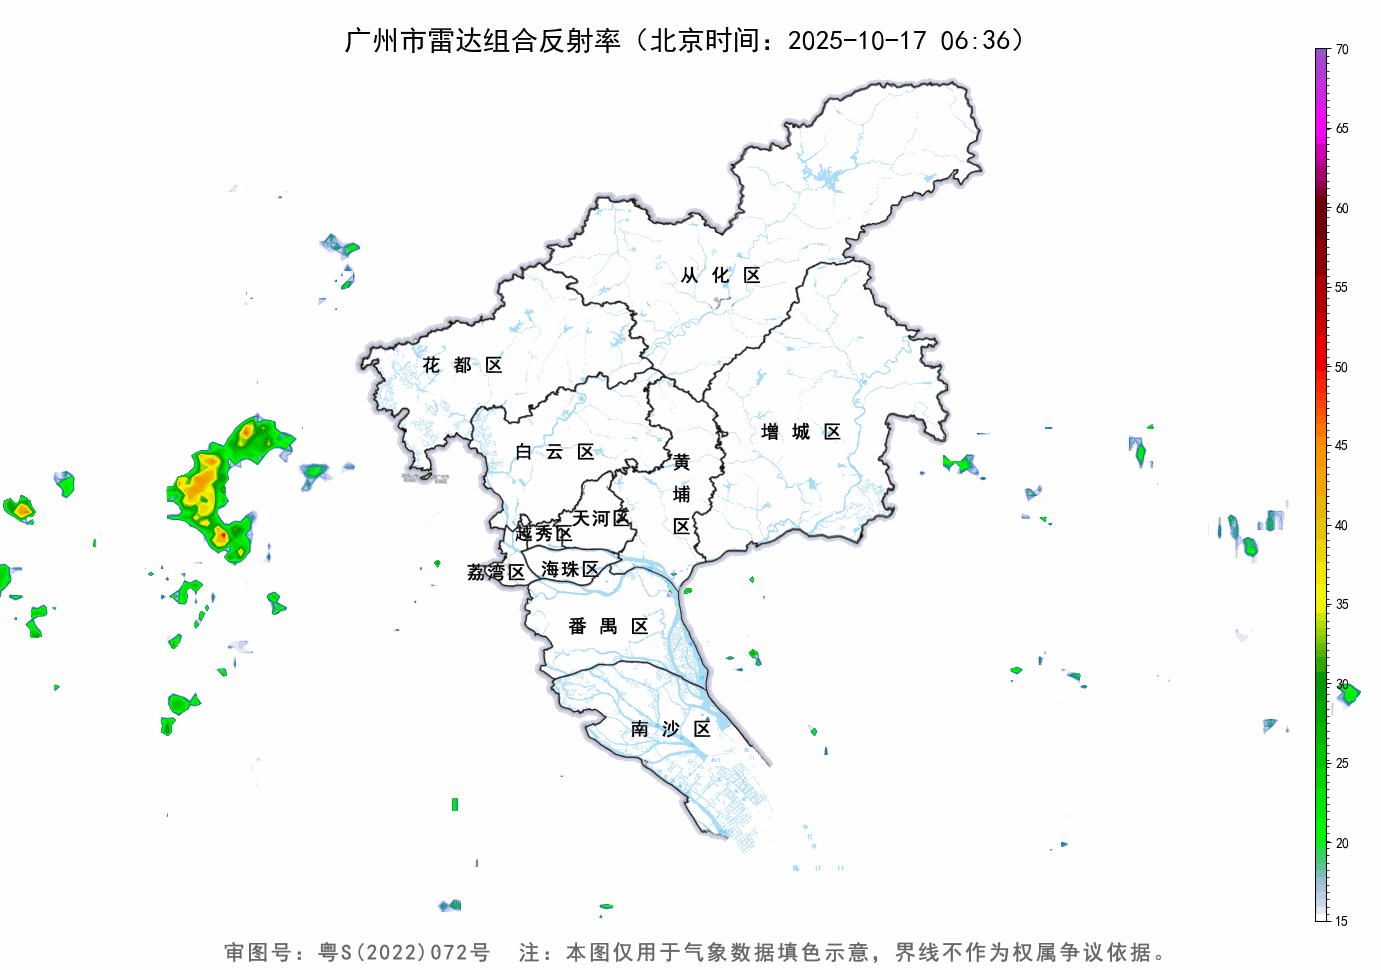 广州市雷达组合反射率（北京时间：2025-10-17 06:36）
70
65
60
55
50
45
40
35
30
25
20
15
从化区
花都区
增城区
白云区
黄埔区
天河区
越秀区
荔湾区
海珠区
番禺区
南沙区
审图号：粤S(2022)072号 注：本图仅用于气象数据填色示意，界线不作为权属争议依据。